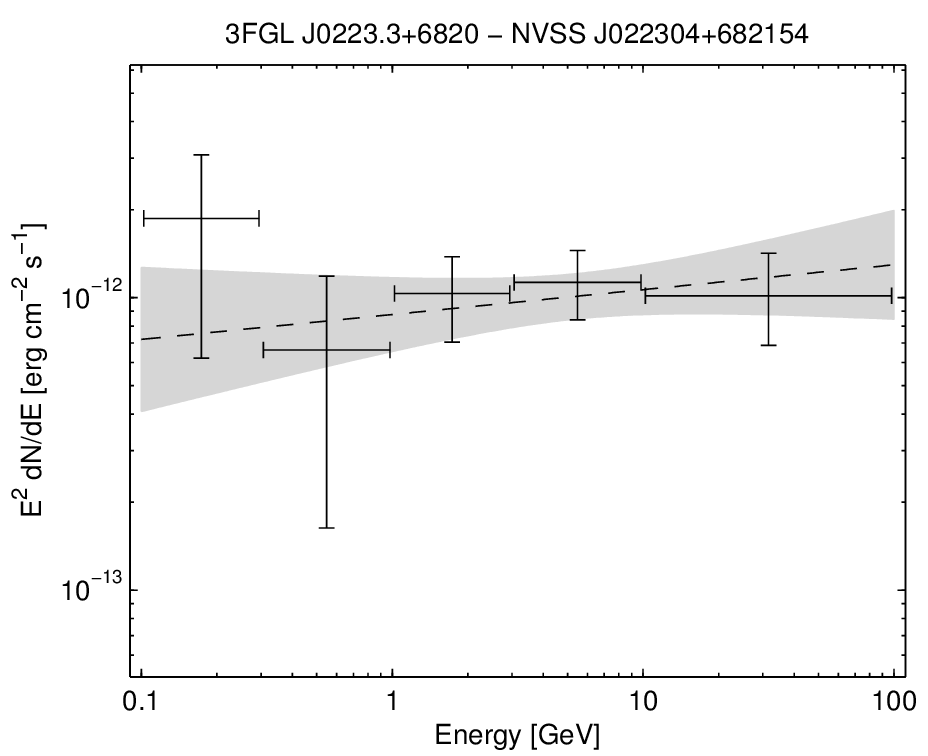 3FGL J0223.3+6820 − NVSS J022304+682154
E² dN/dE [erg cm⁻² s⁻¹]
10⁻¹²
10⁻¹³
0.1 1 10 100
Energy [GeV]